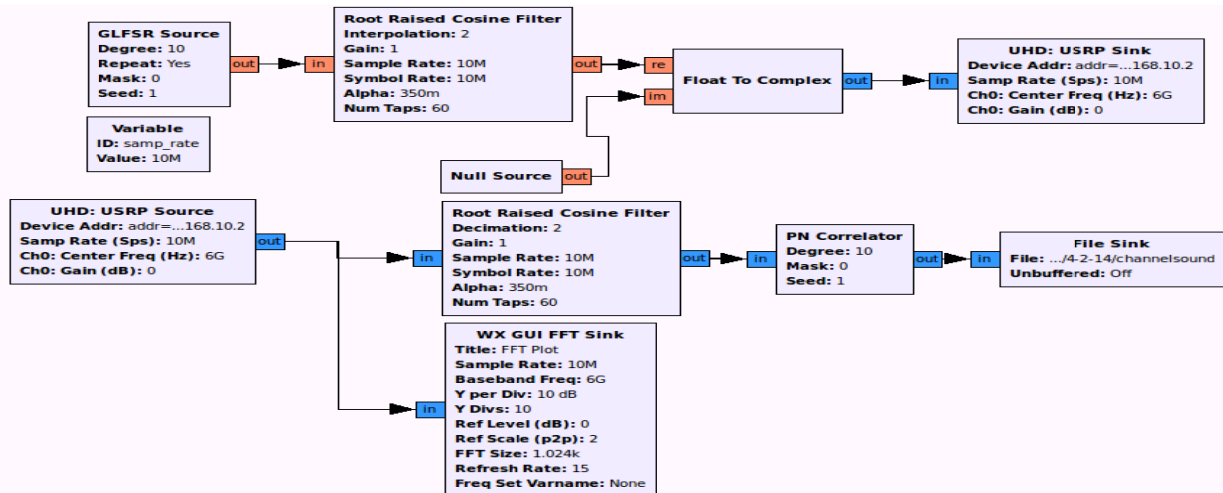 GLFSR Source
Degree: 10
Repeat: Yes
Mask: 0
Seed: 1
out
in
Root Raised Cosine Filter
Interpolation: 2
Gain: 1
Sample Rate: 10M
Symbol Rate: 10M
Alpha: 350m
Num Taps: 60
out
re
im
Float To Complex
out
in
UHD: USRP Sink
Device Addr: addr=...168.10.2
Samp Rate (Sps): 10M
Ch0: Center Freq (Hz): 6G
Ch0: Gain (dB): 0
Variable
ID: samp_rate
Value: 10M
Null Source
out
UHD: USRP Source
Device Addr: addr=...168.10.2
Samp Rate (Sps): 10M
Ch0: Center Freq (Hz): 6G
Ch0: Gain (dB): 0
out
in
Root Raised Cosine Filter
Decimation: 2
Gain: 1
Sample Rate: 10M
Symbol Rate: 10M
Alpha: 350m
Num Taps: 60
out
in
PN Correlator
Degree: 10
Mask: 0
Seed: 1
out
in
File Sink
File: .../4-2-14/channelsound
Unbuffered: Off
in
WX GUI FFT Sink
Title: FFT Plot
Sample Rate: 10M
Baseband Freq: 6G
Y per Div: 10 dB
Y Divs: 10
Ref Level (dB): 0
Ref Scale (p2p): 2
FFT Size: 1.024k
Refresh Rate: 15
Freq Set Varname: None